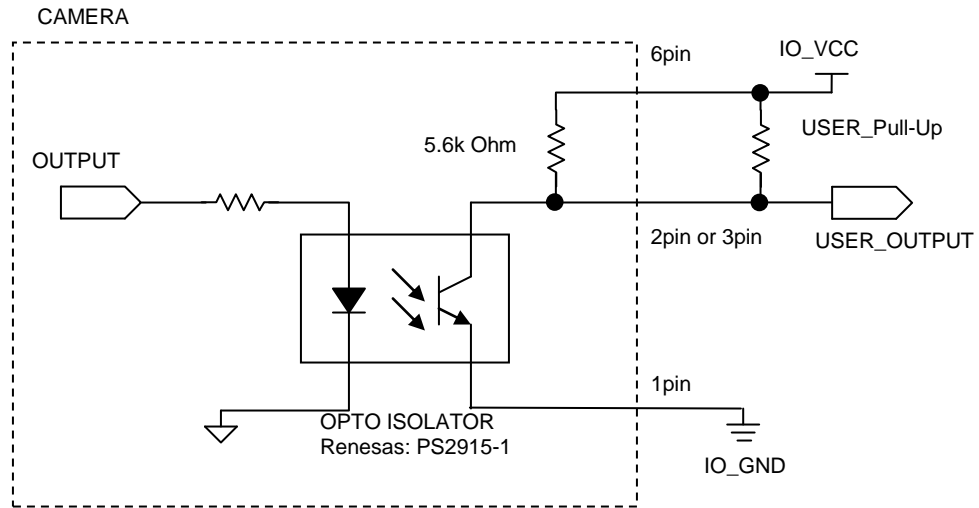 CAMERA
6pin
IO_VCC
5.6k Ohm
USER_Pull-Up
OUTPUT
2pin or 3pin
USER_OUTPUT
1pin
OPTO ISOLATOR
Renesas: PS2915-1
IO_GND